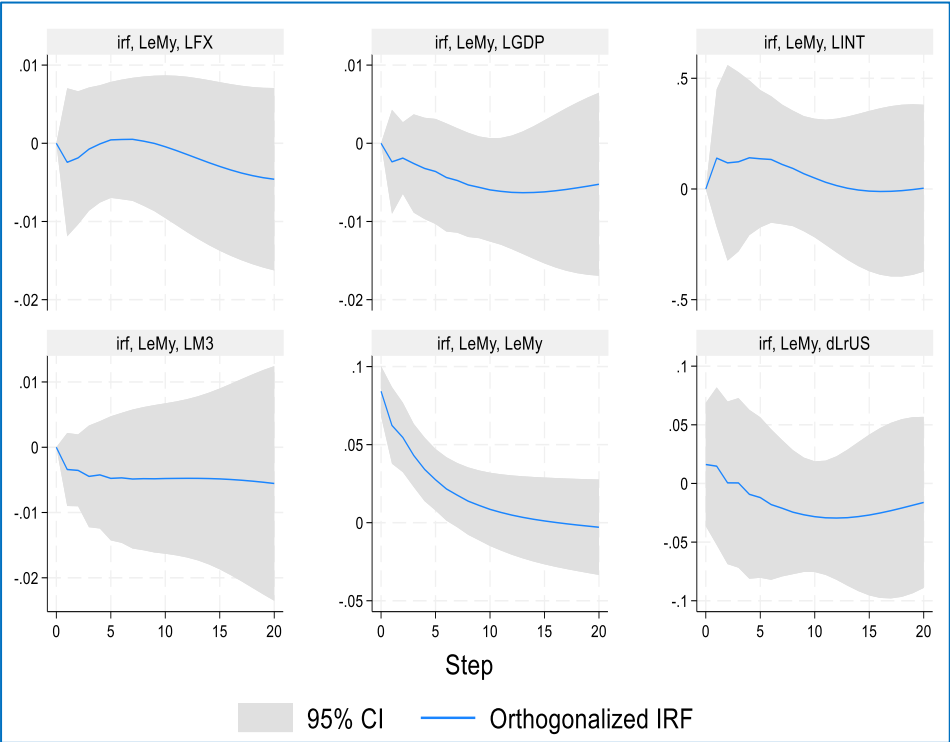 irf, LeMy, LFX
irf, LeMy, LGDP
irf, LeMy, LINT
.01
0
-.01
-.02
.01
0
-.01
-.02
.5
0
-.5
irf, LeMy, LM3
irf, LeMy, LeMy
irf, LeMy, dLrUS
.01
0
-.01
-.02
.1
.05
0
-.05
.1
.05
0
-.05
-.1
0 5 10 15 20
0 5 10 15 20
0 5 10 15 20
Step
95% CI
Orthogonalized IRF